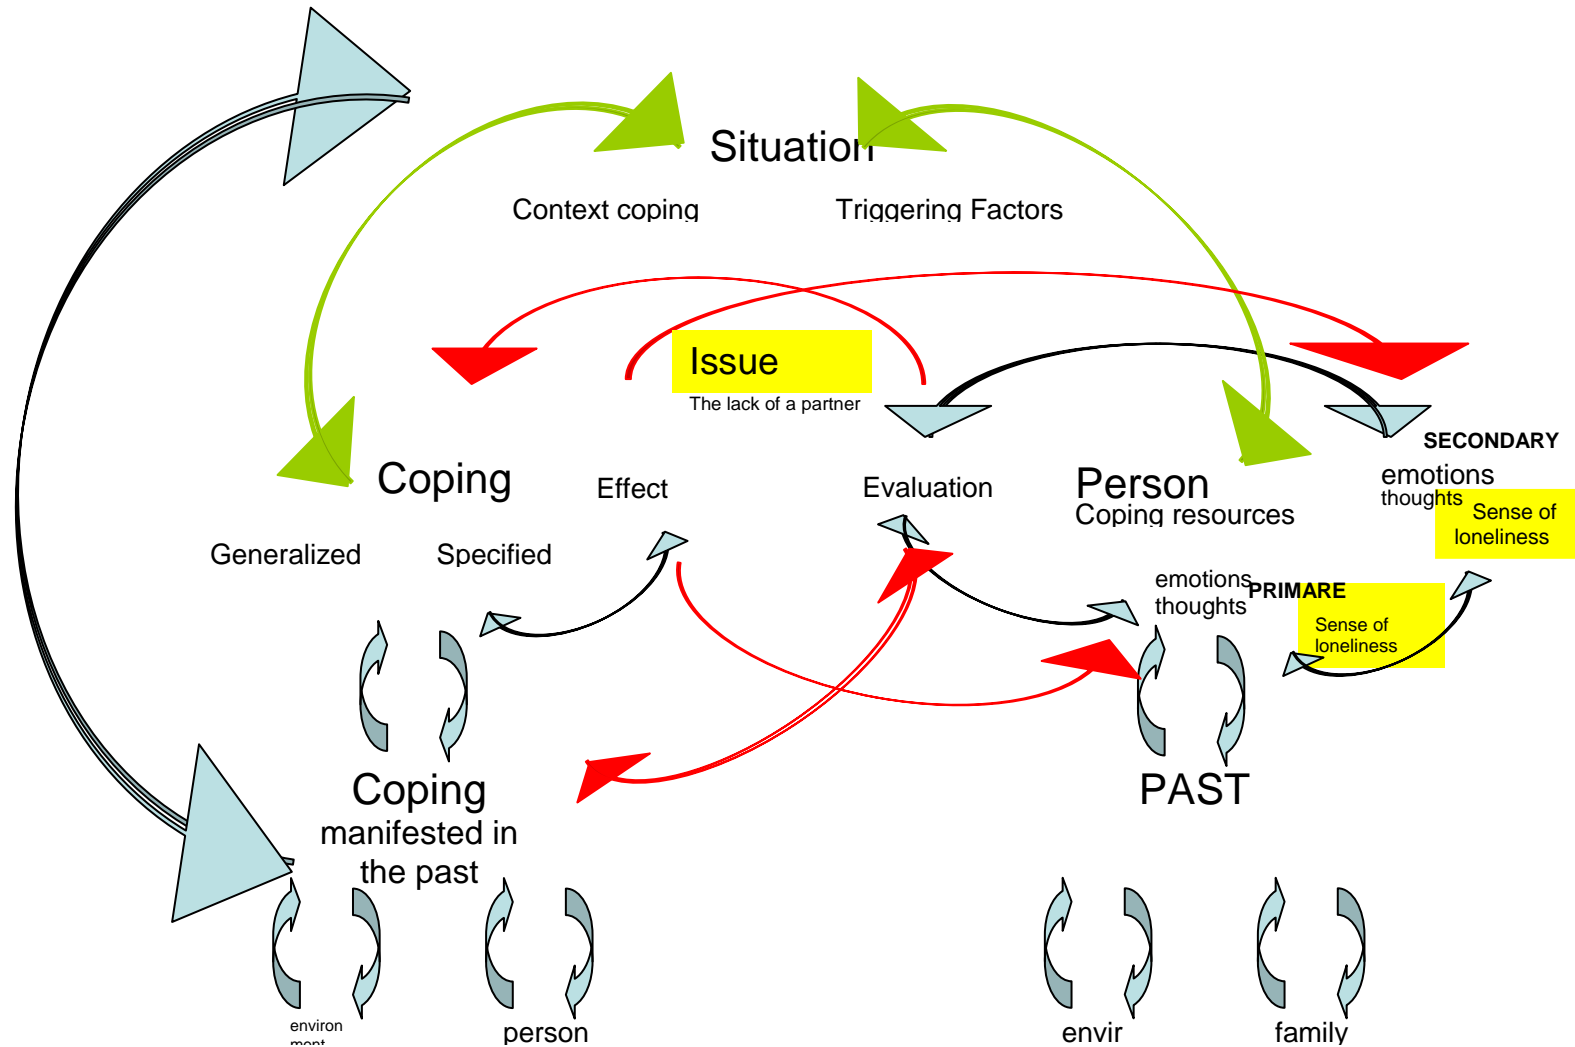 Situation
Context coping
Triggering Factors
Issue
The lack of a partner
Coping
Effect
Evaluation
Person
Coping resources
SECONDARY
emotions
thoughts
Sense of
loneliness
Generalized
Specified
emotions
thoughts
PRIMARE
Sense of
loneliness
Coping
manifested in
the past
PAST
environ
ment
person
envir
family